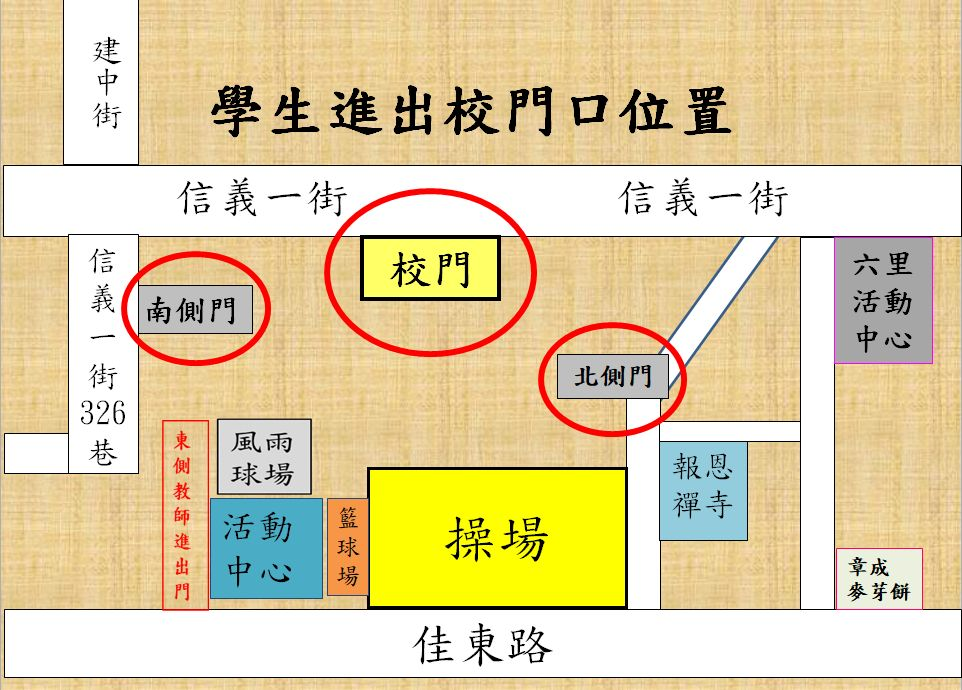 建中街
學生進出校門口位置
信義一街
信義一街
校門
信義一街326巷
南側門
六里
活動
中心
北側門
東側教師進出門
風雨
球場
報恩
禪寺
活動
中心
籃球場
操場
章成
麥芽餅
佳東路